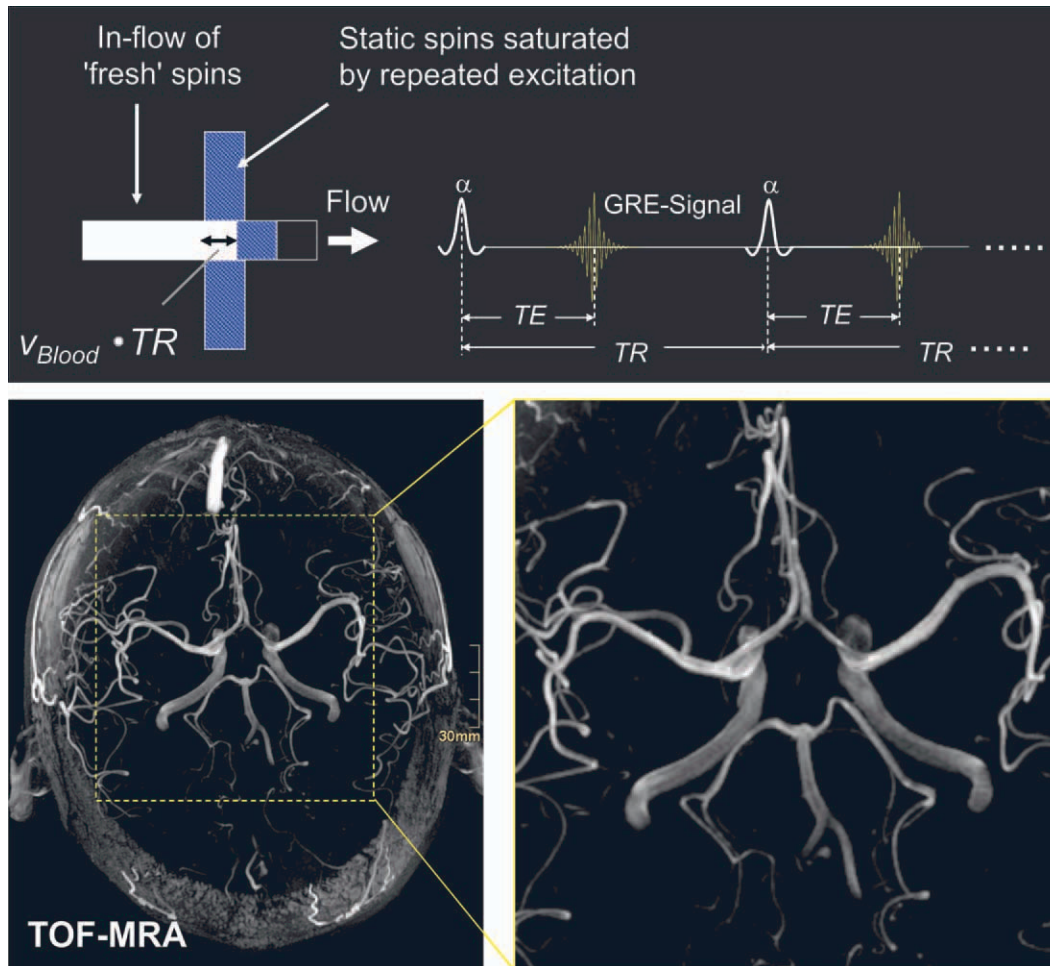 In-flow of
'fresh' spins
Static spins saturated
by repeated excitation
Flow
v_Blood • TR
α
GRE-Signal
α
TE
TE
TR
TR
.....
.....
30mm
TOF-MRA